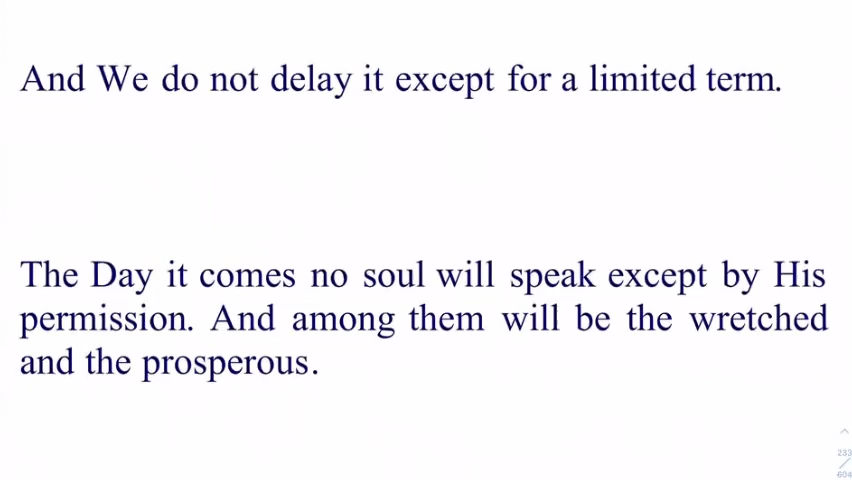 And We do not delay it except for a limited term.
The Day it comes no soul will speak except by His
permission. And among them will be the wretched
and the prosperous.
233
/
604